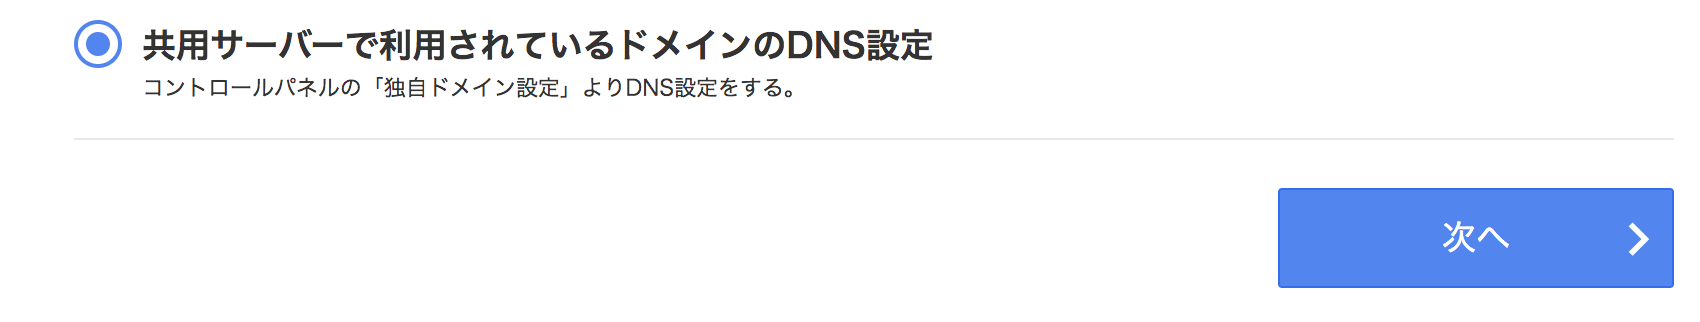 共用サーバーで利用されているドメインのDNS設定
コントロールパネルの「独自ドメイン設定」よりDNS設定をする。
次へ